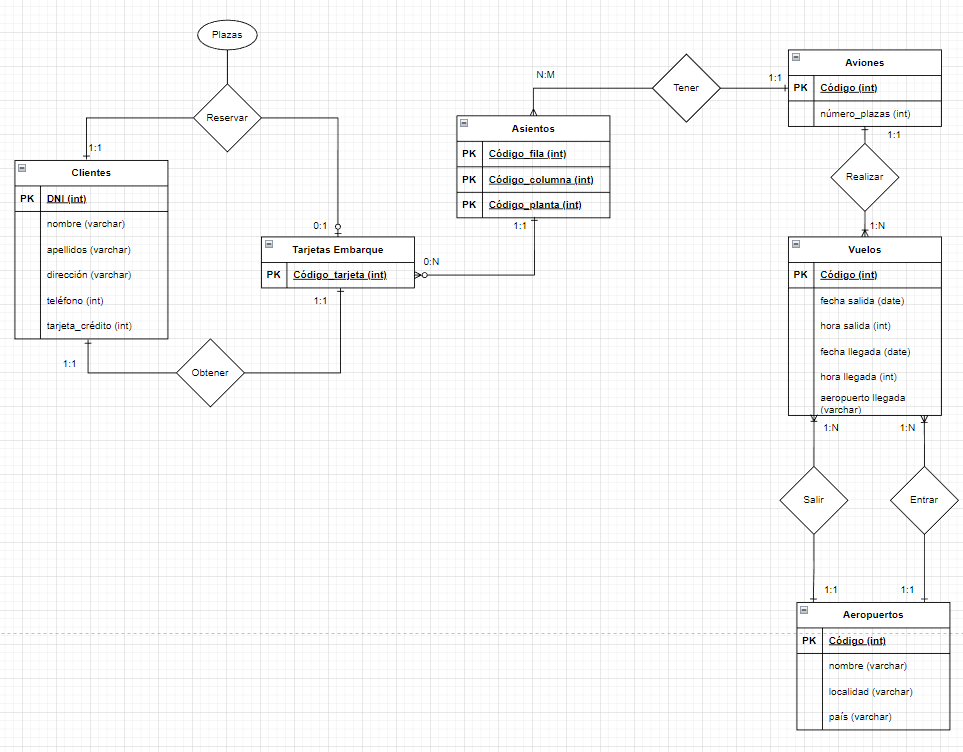 Plazas
Reservar
1:1
Clientes
PK DNI (int)
nombre (varchar)
apellidos (varchar)
dirección (varchar)
teléfono (int)
tarjeta_crédito (int)
1:1
Obtener
0:1
Tarjetas Embarque
PK Código_tarjeta (int)
1:1
0:N
N:M
Asientos
PK Código_fila (int)
PK Código_columna (int)
PK Código_planta (int)
1:1
Tener
1:1
Aviones
PK Código (int)
número_plazas (int)
1:1
Realizar
1:N
Vuelos
PK Código (int)
fecha salida (date)
hora salida (int)
fecha llegada (date)
hora llegada (int)
aeropuerto llegada
(varchar)
1:N
1:N
Salir
Entrar
1:1
1:1
Aeropuertos
PK Código (int)
nombre (varchar)
localidad (varchar)
país (varchar)